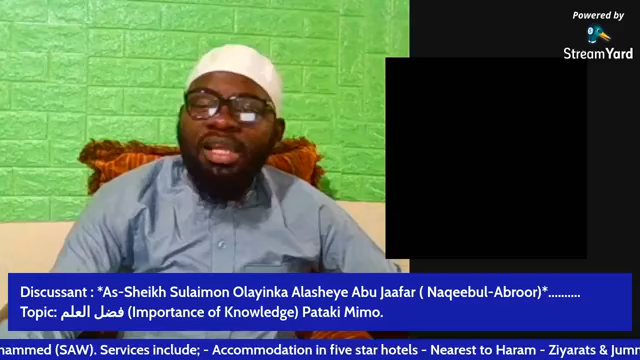 Powered by
StreamYard
Discussant : *As-Sheikh Sulaimon Olayinka Alasheye Abu Jaafar ( Naqeebul-Abroor)*..........
Topic: فضل العلم (Importance of Knowledge) Pataki Mimo.
ammed (SAW). Services include; - Accommodation in five star hotels - Nearest to Haram - Ziyarats & Jum